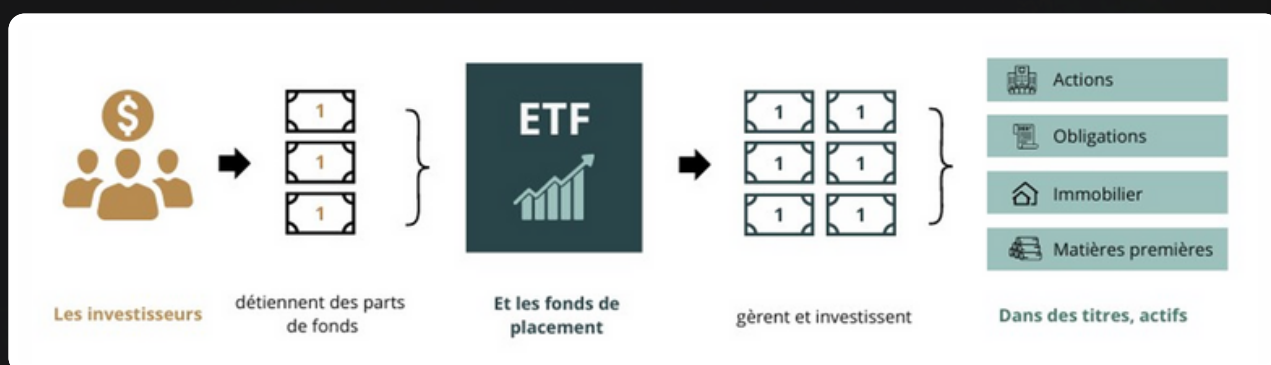 $
1
1
1
ETF
1 1
1 1
1 1
Actions
Obligations
Immobilier
Matières premières
Les investisseurs
détiennent des parts
de fonds
Et les fonds de
placement
gèrent et investissent
Dans des titres, actifs